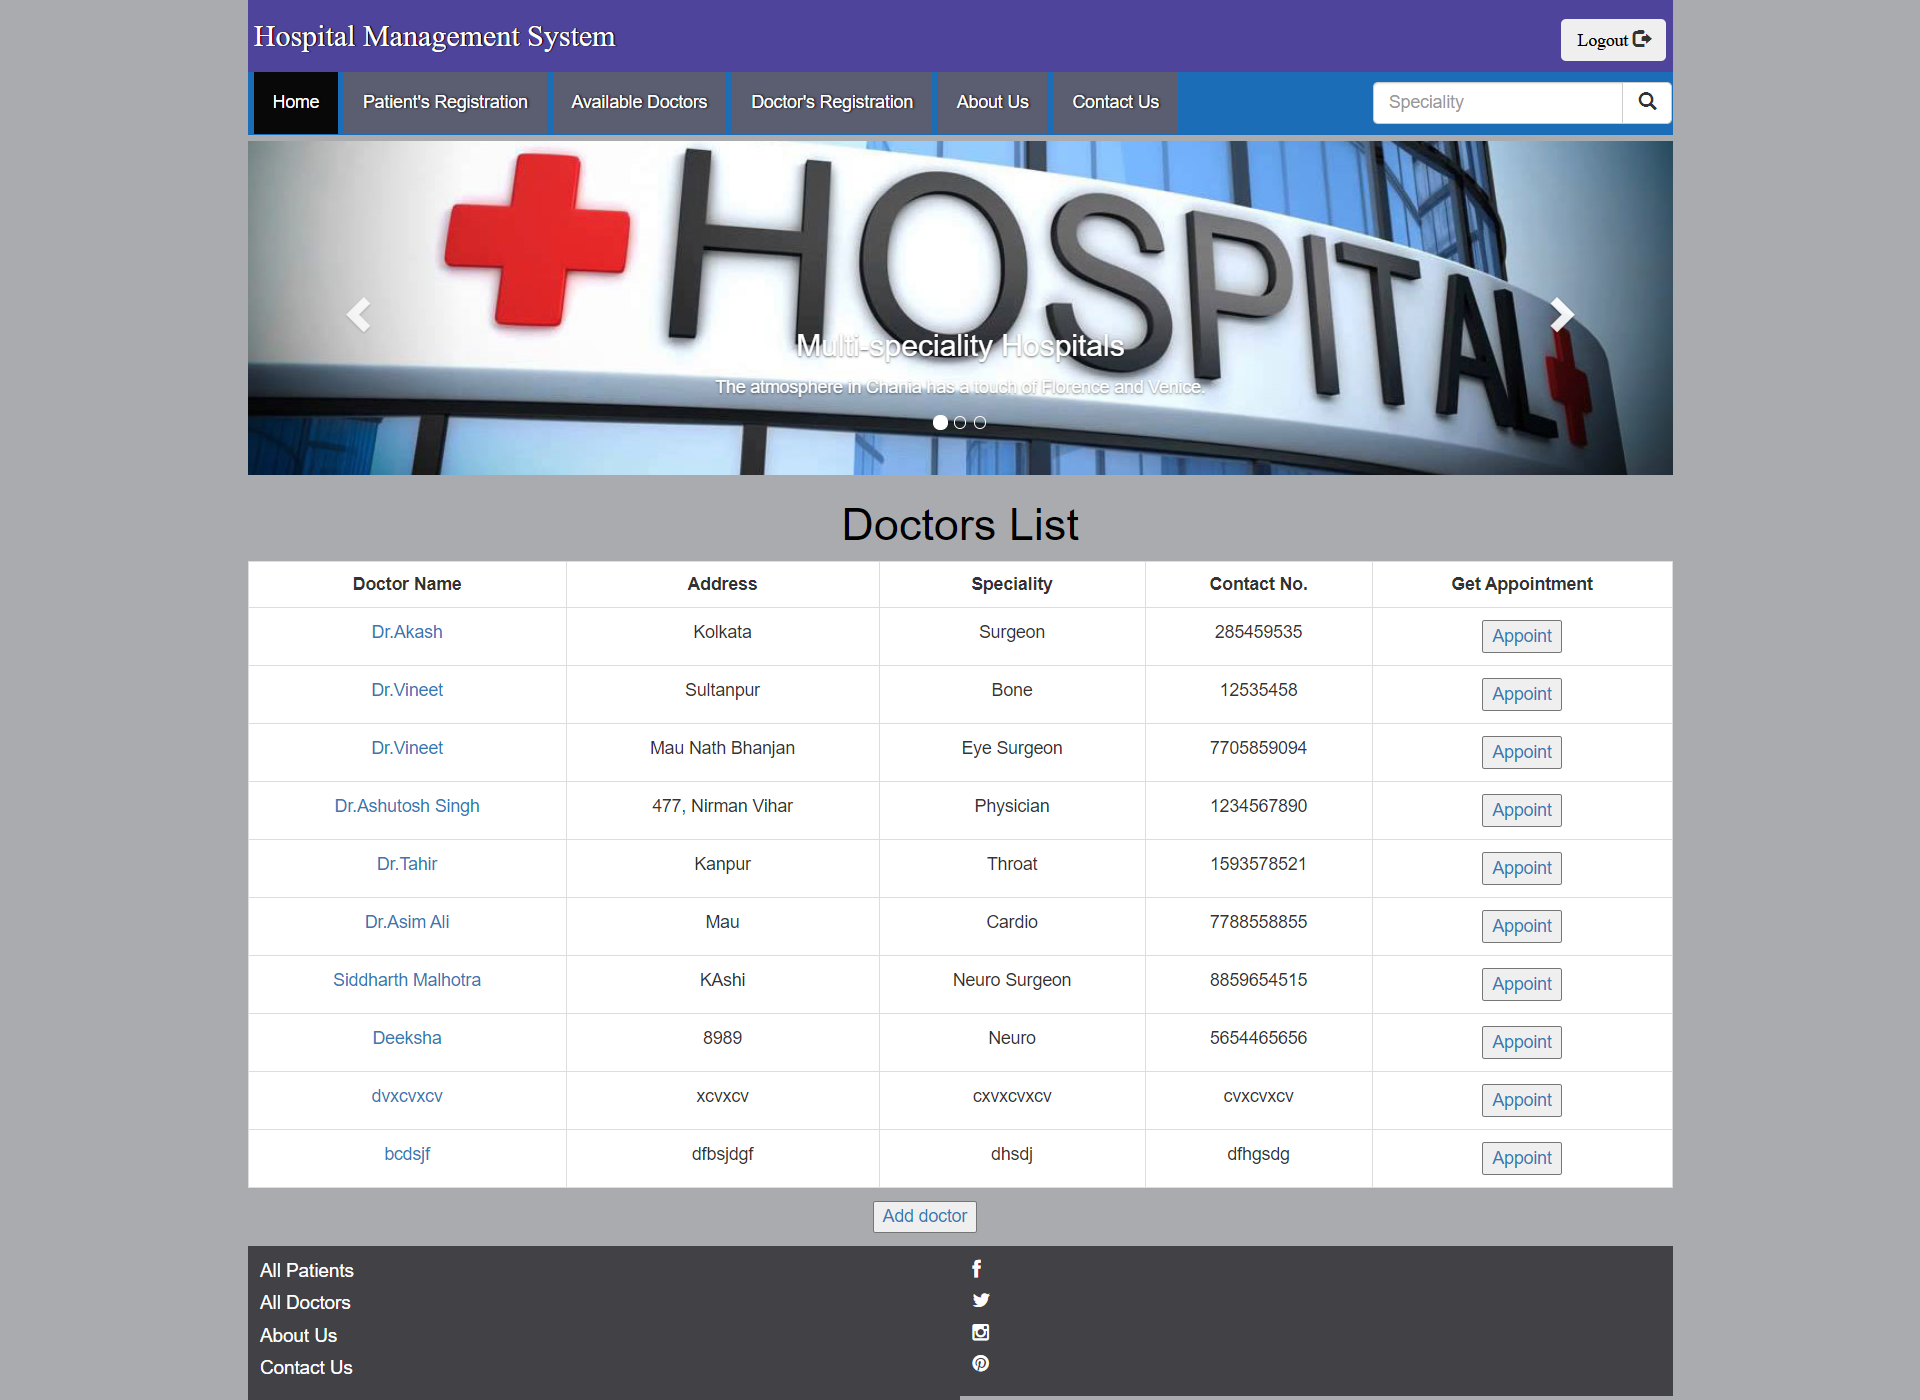 Hospital Management System
Logout
Home Patient's Registration Available Doctors Doctor's Registration About Us Contact Us Speciality
HOSPITAL
Multi-speciality Hospitals
The atmosphere in Chania has a touch of Florence and Venice.
Doctors List
Doctor Name Address Speciality Contact No. Get Appointment
Dr.Akash Kolkata Surgeon 285459535 Appoint
Dr.Vineet Sultanpur Bone 12535458 Appoint
Dr.Vineet Mau Nath Bhanjan Eye Surgeon 7705859094 Appoint
Dr.Ashutosh Singh 477, Nirman Vihar Physician 1234567890 Appoint
Dr.Tahir Kanpur Throat 1593578521 Appoint
Dr.Asim Ali Mau Cardio 7788558855 Appoint
Siddharth Malhotra KAshi Neuro Surgeon 8859654515 Appoint
Deeksha 8989 Neuro 5654465656 Appoint
dvxcvxcv xcvxcv cxvxcvxcv cvxcvxcv Appoint
bcdsjf dfbsjdgf dhsdj dfhgsdg Appoint
Add doctor
All Patients
All Doctors
About Us
Contact Us